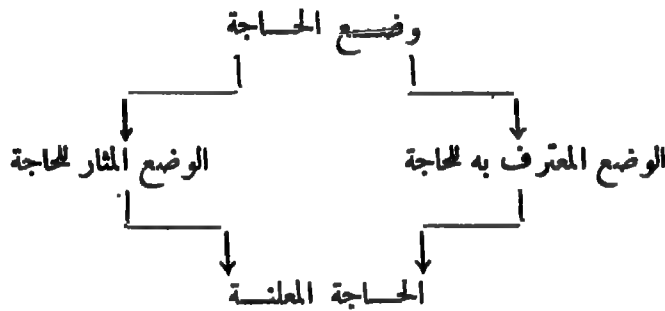 وضع الحاجة
الوضع المعترف به للحاجة
الوضع المثار للحاجة
الحاجة المعلنة